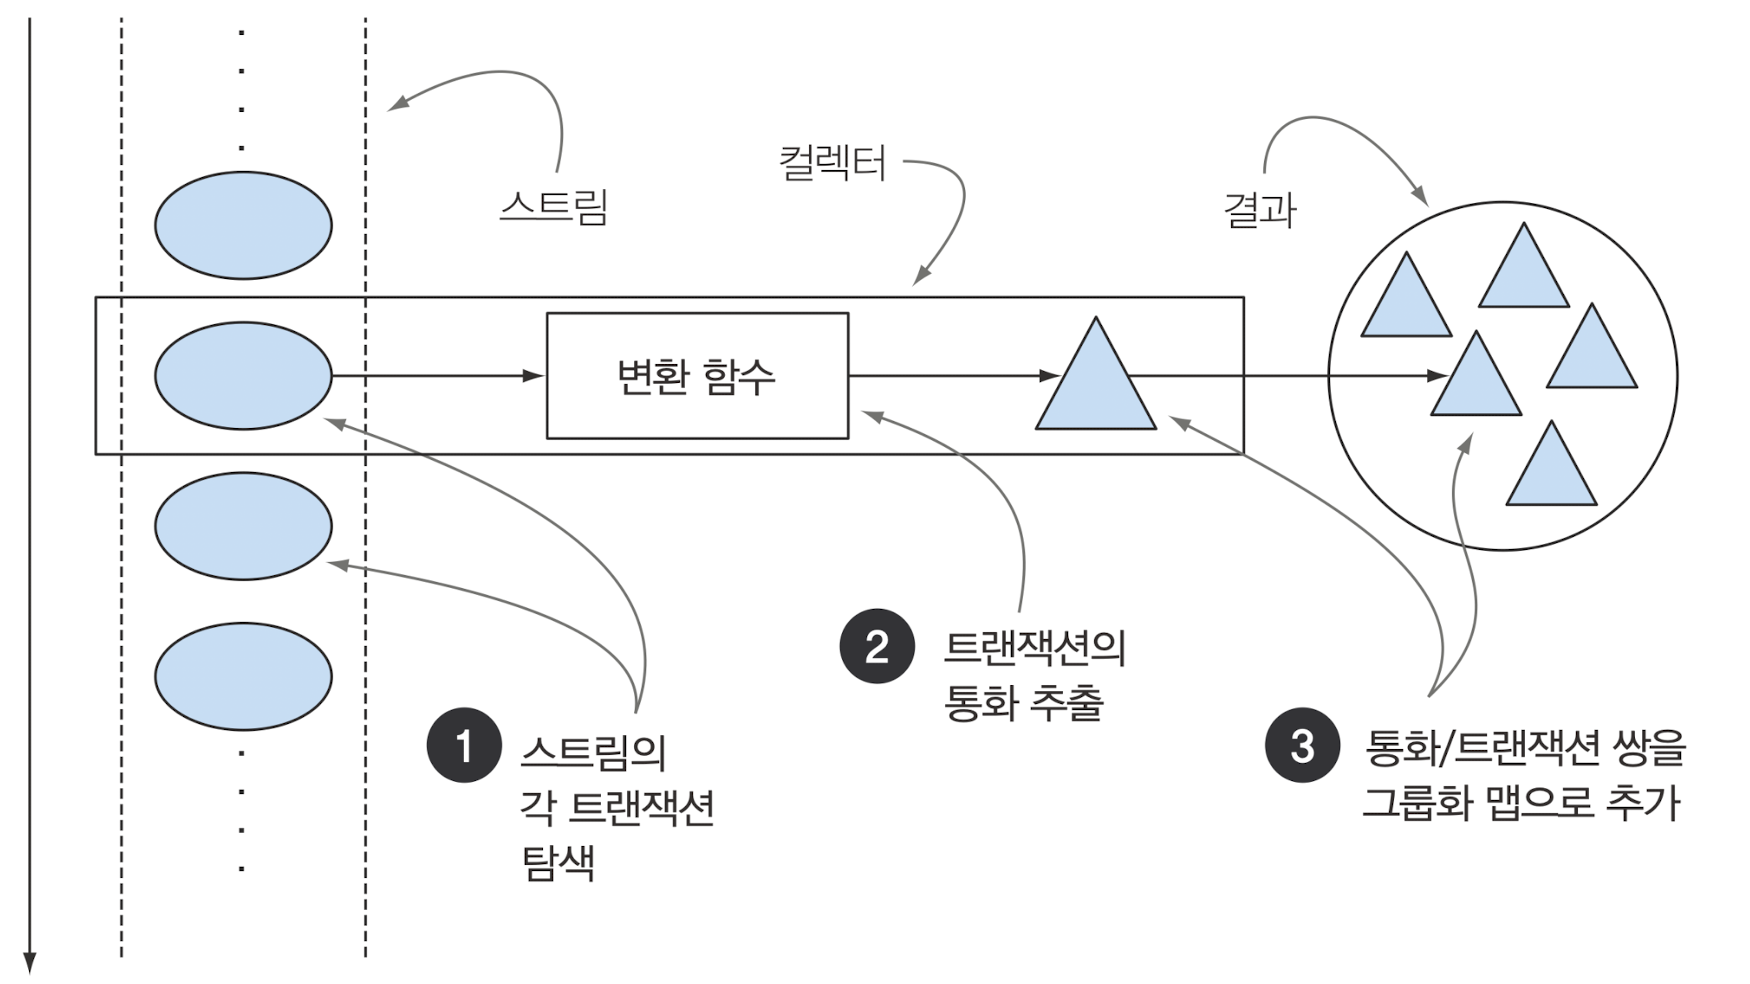 스트림
컬렉터
결과
변환 함수
1 스트림의
각 트랜잭션
탐색
2 트랜잭션의
통화 추출
3 통화/트랜잭션 쌍을
그룹화 맵으로 추가